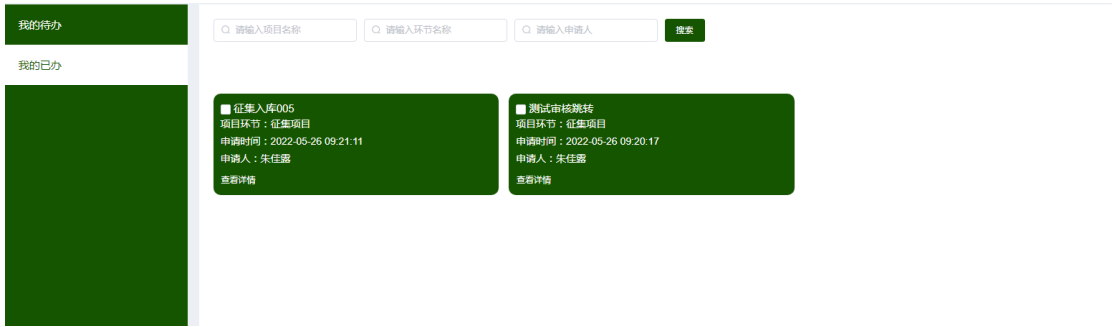 我的待办
我的已办
请输入项目名称
请输入环节名称
请输入申请人
搜索
征集入库005
项目环节：征集项目
申请时间：2022-05-26 09:21:11
申请人：朱佳露
查看详情
测试审核跳转
项目环节：征集项目
申请时间：2022-05-26 09:20:17
申请人：朱佳露
查看详情